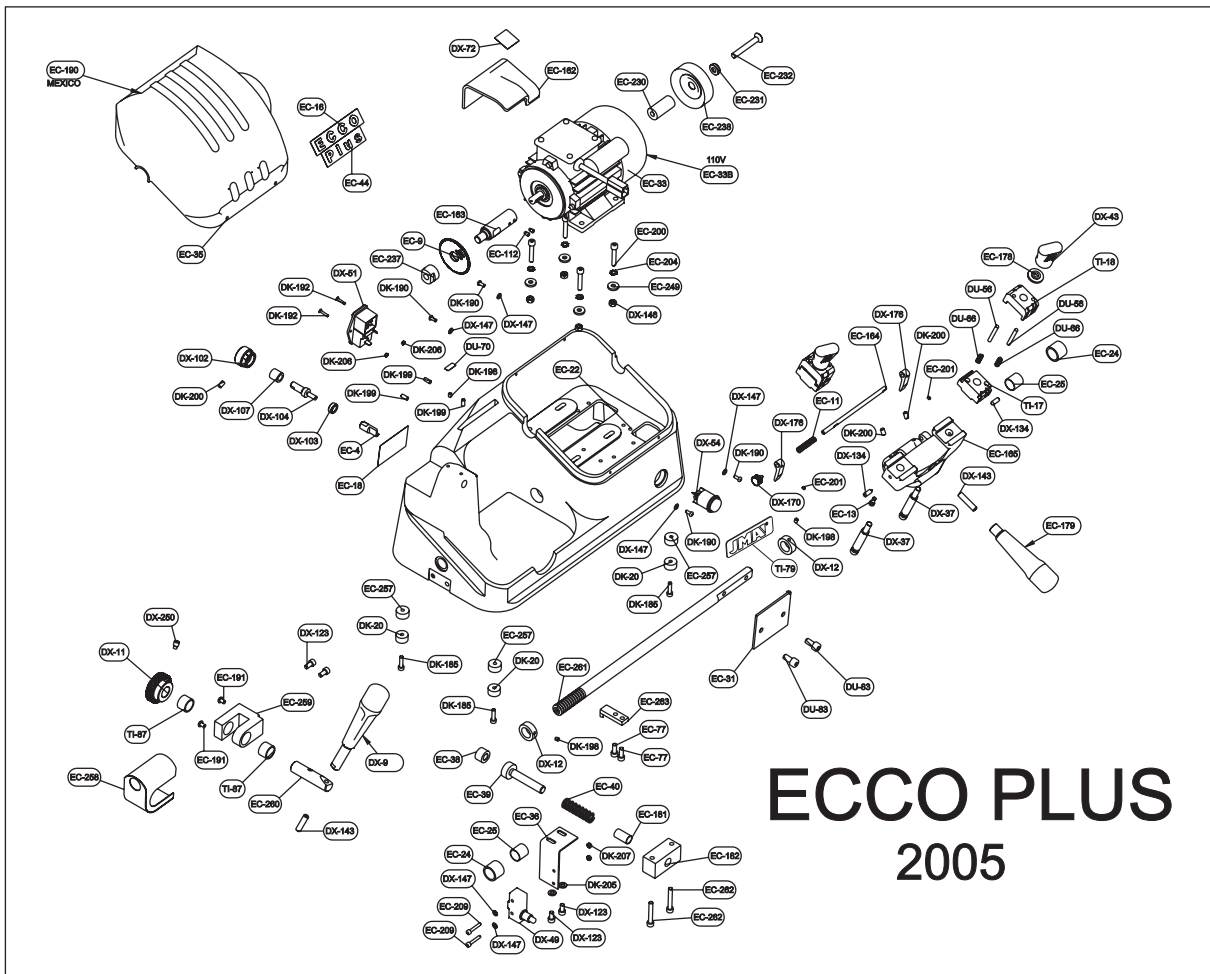 DX-72
EC-162
EC-190
MEXICO
EC-16
ECCO
Plus
EC-44
EC-35
EC-230
EC-232
EC-231
EC-238
110V
EC-33B
EC-33
EC-163
EC-9
EC-237
EC-112
EC-200
EC-204
EC-249
DX-146
DX-51
DK-192
DK-190
DK-192
DK-190
DX-147
DX-147
DK-206
DK-206
DU-70
DX-102
DK-200
DX-107
DX-104
DX-103
DK-199
DK-199
DK-198
DK-199
EC-4
EC-18
EC-22
DX-43
EC-178
TI-18
DU-56
DU-56
DU-66
DU-66
EC-24
EC-25
TI-17
DX-134
DX-176
EC-164
DK-200
EC-201
EC-11
DX-147
DX-176
DX-54
DK-190
DK-200
EC-165
DX-134
DX-143
EC-201
DX-170
EC-13
DX-37
DX-37
DK-198
EC-179
DK-190
DX-147
JMA
TI-79
DX-12
EC-257
DK-20
DK-185
EC-257
DK-20
DK-185
EC-257
DK-20
DK-185
DX-250
DX-123
DX-11
EC-191
EC-259
TI-87
EC-191
TI-87
DX-9
EC-258
EC-260
DX-143
EC-261
EC-31
DU-83
DU-83
EC-263
EC-77
EC-77
DK-198
DX-12
EC-38
EC-39
EC-40
EC-36
EC-181
EC-25
EC-24
DK-207
EC-182
DK-205
DX-147
DX-123
EC-262
EC-262
EC-209
EC-209
DX-147
DX-49
DX-123
ECCO PLUS
2005